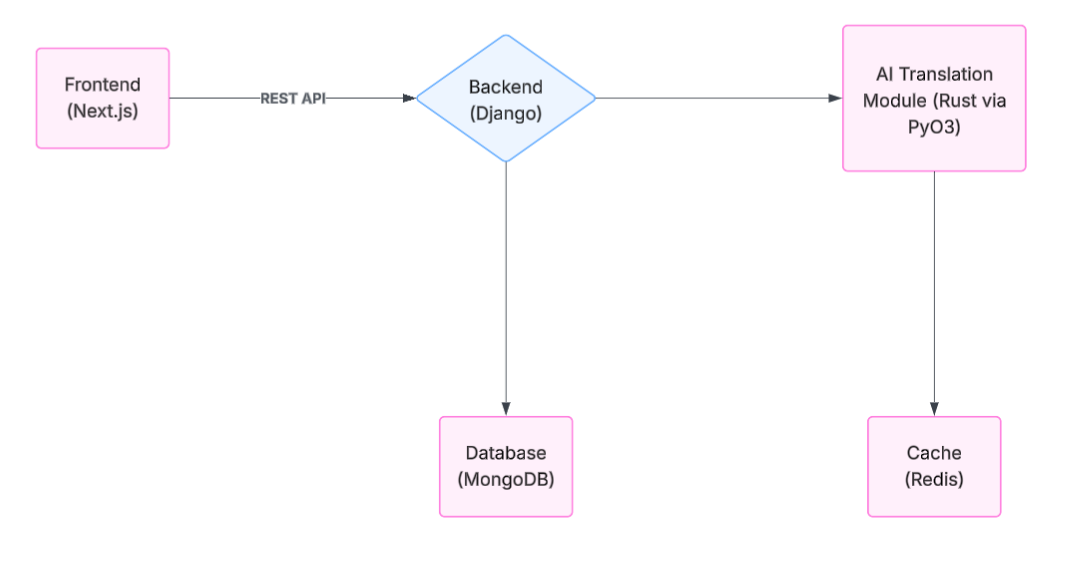 Frontend
(Next.js)
REST API
Backend
(Django)
AI Translation
Module (Rust via
PyO3)
Database
(MongoDB)
Cache
(Redis)